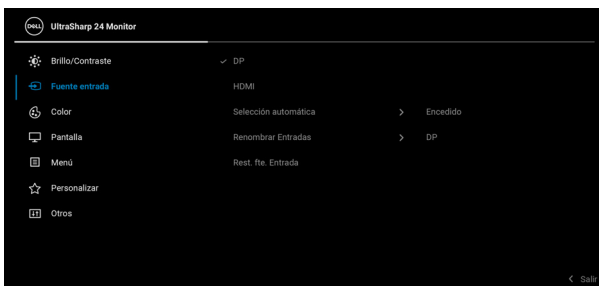 DELL UltraSharp 24 Monitor
Brillo/Contraste
DP
Fuente entrada
HDMI
Color
Selección automática
Encedido
Pantalla
Renombrar Entradas
DP
Menú
Rest. fte. Entrada
Personalizar
Otros
Salir